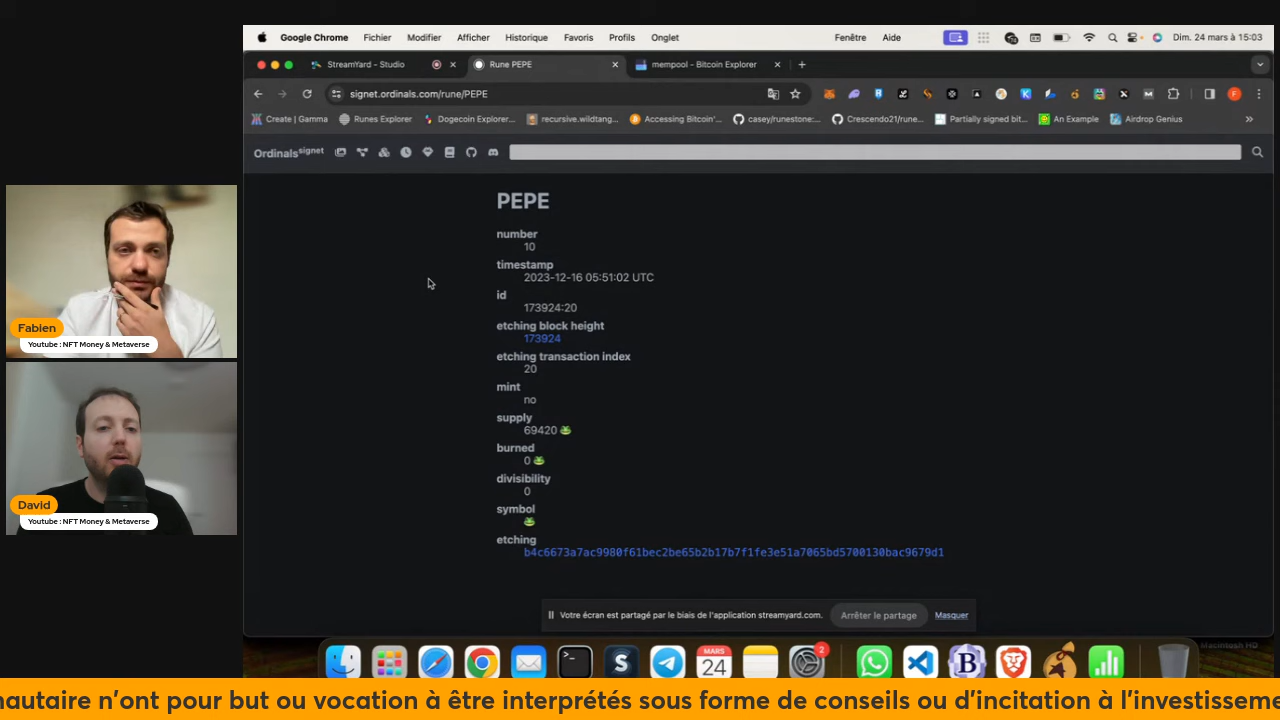 Google Chrome Fichier Modifier Afficher Historique Favoris Profils Onglet Fenêtre Aide Dim. 24 mars à 15:03
StreamYard - Studio Rune PEPE mempool - Bitcoin Explorer
signet.ordinals.com/rune/PEPE
Create | Gamma Runes Explorer Dogecoin Explorer... recursive.wildtang... Accessing Bitcoin'... casey/runestone:... Crescendo21/rune... Partially signed bit... An Example Airdrop Genius
Ordinals signet
PEPE
number
10
timestamp
2023-12-16 05:51:02 UTC
id
173924:20
etching block height
173924
etching transaction index
20
mint
no
supply
69420 🐸
burned
0 🐸
divisibility
0
symbol
🐸
etching
b4c6673a7ac9980f61bec2be65b2b17b7f1fe3e51a7065bd5700130bac9679d1
Votre écran est partagé par le biais de l'application streamyard.com. Arrêter le partage Masquer
Macintosh HD
MARS
24
2
Fabien
Youtube : NFT Money & Metaverse
David
Youtube : NFT Money & Metaverse
nautaire n'ont pour but ou vocation à être interprétés sous forme de conseils ou d'incitation à l'investisseme